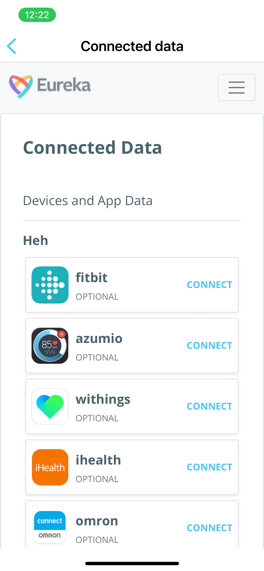 12:22
Connected data
Eureka
Connected Data
Devices and App Data
Heh
fitbit
OPTIONAL
CONNECT
85
azumio
OPTIONAL
CONNECT
withings
OPTIONAL
CONNECT
iHealth
ihealth
OPTIONAL
CONNECT
connect
omron
omron
OPTIONAL
CONNECT